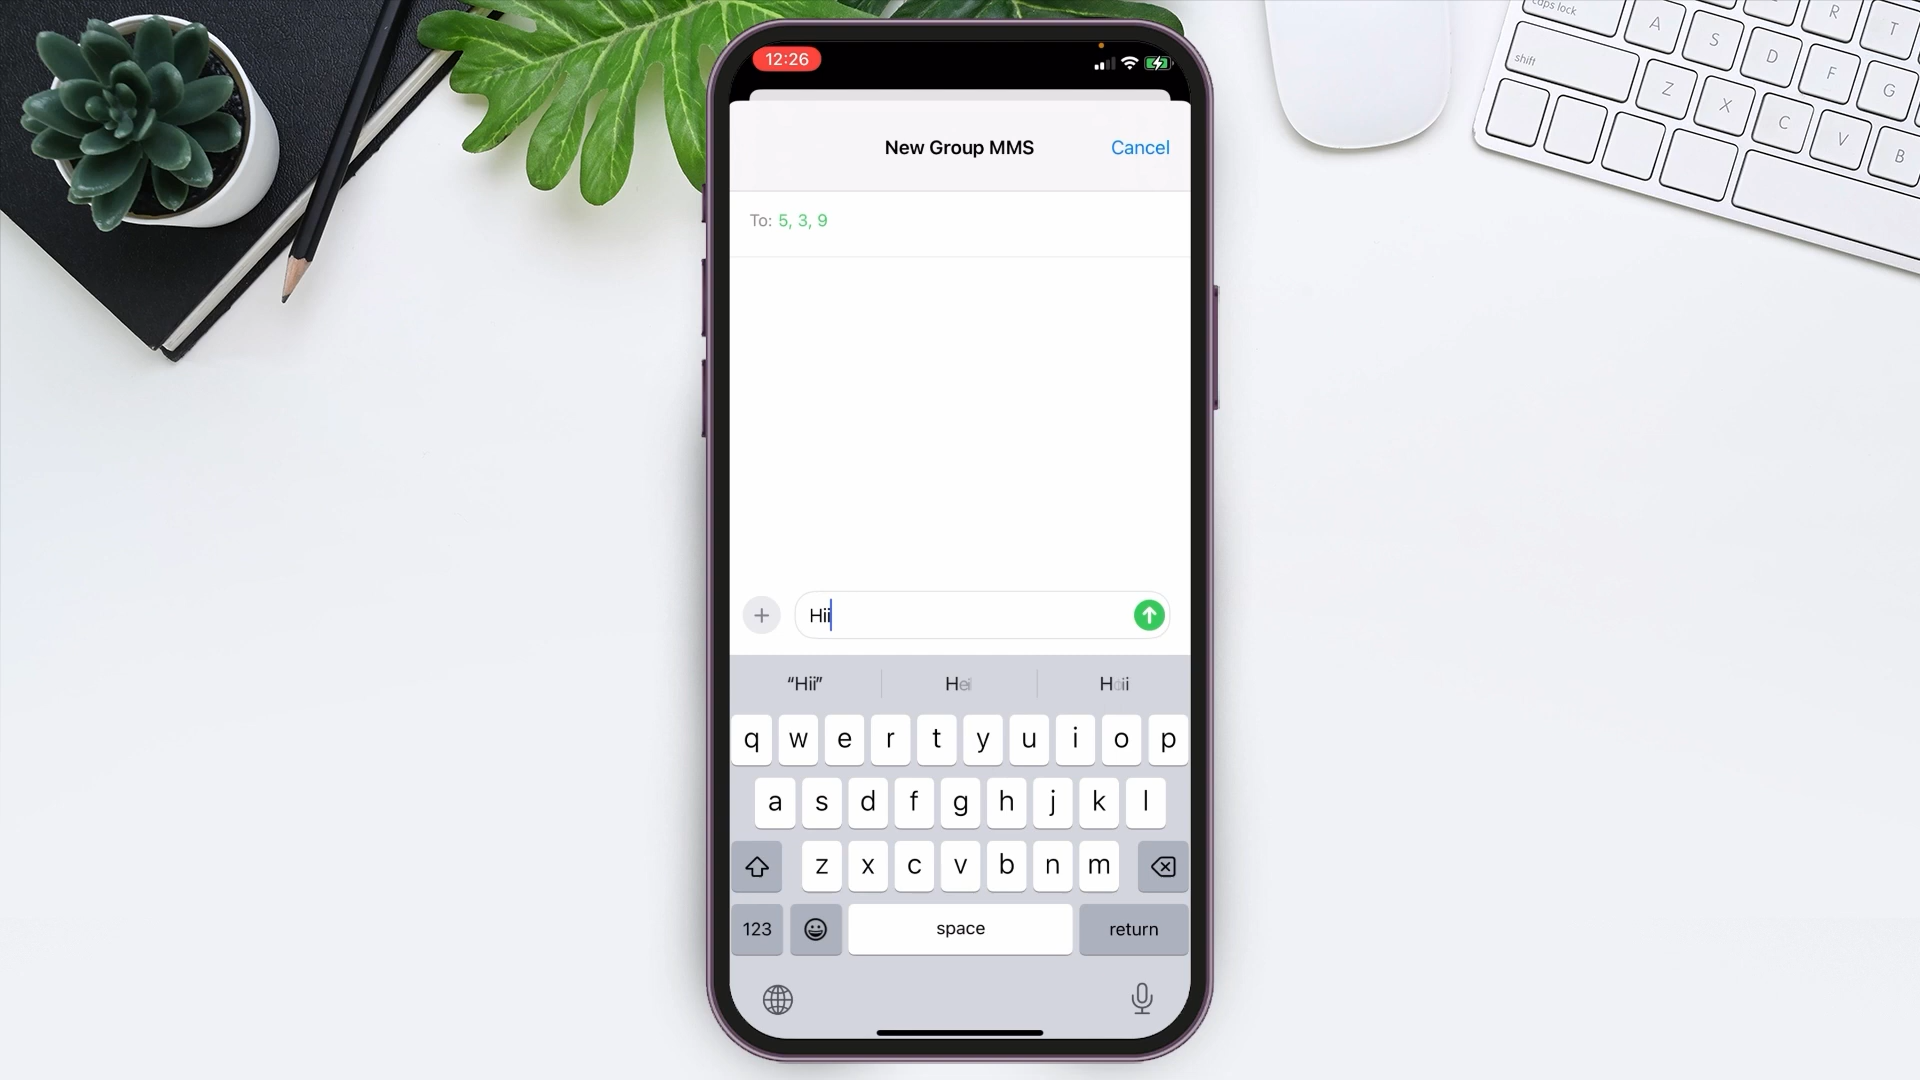 12:26
New Group MMS
Cancel
To: 5, 3, 9
Hii
“Hii”
Hei
q w e r t y u i o p
a s d f g h j k l
z x c v b n m
123
space
return
caps lock
shift
R T
A S D F G
Z X C V B